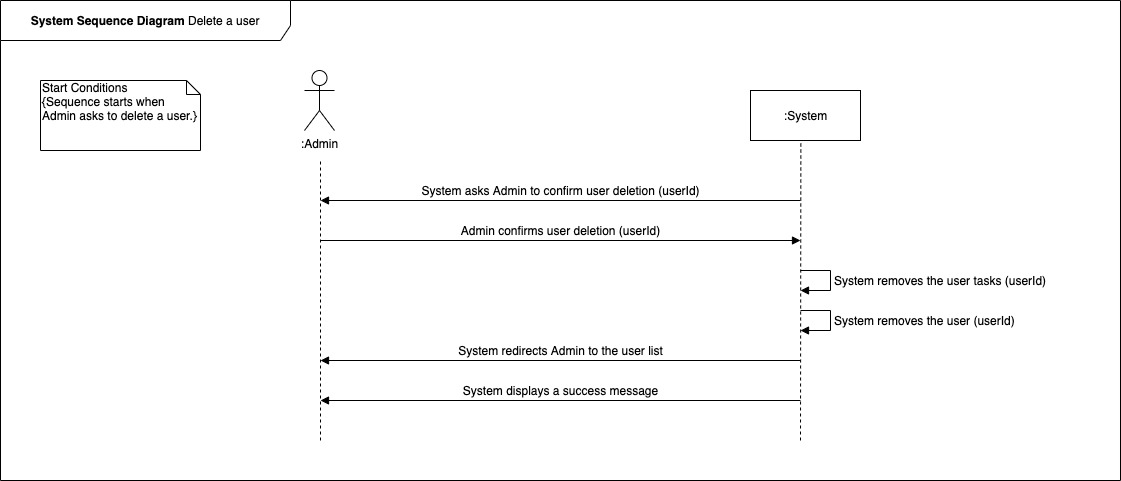 System Sequence Diagram Delete a user
Start Conditions
{Sequence starts when
Admin asks to delete a user.}
:Admin
:System
System asks Admin to confirm user deletion (userId)
Admin confirms user deletion (userId)
System removes the user tasks (userId)
System removes the user (userId)
System redirects Admin to the user list
System displays a success message